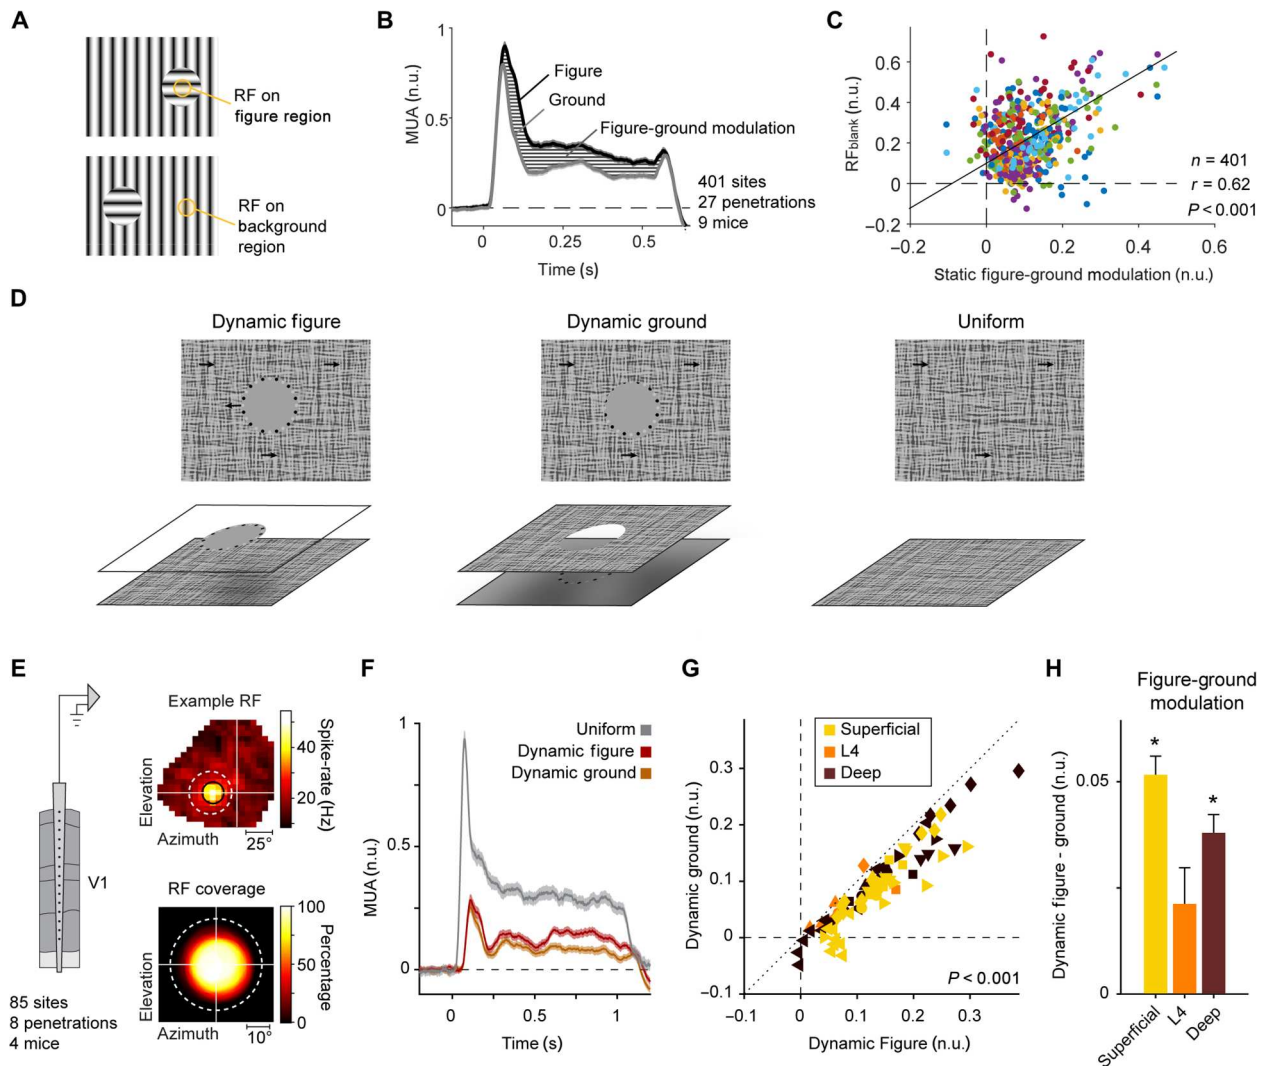 A
RF on
figure region
RF on
background
region
B
MUA (n.u.)
1
0.5
0
Figure
Ground
Figure-ground modulation
401 sites
27 penetrations
9 mice
0
0.25
0.5
Time (s)
C
RFblank (n.u.)
0.6
0.4
0.2
0
−0.2
n = 401
r = 0.62
P < 0.001
−0.2
0
0.2
0.4
0.6
Static figure-ground modulation (n.u.)
D
Dynamic figure
Dynamic ground
Uniform
E
V1
85 sites
8 penetrations
4 mice
Example RF
Elevation
Azimuth
25°
40
20
Spike-rate (Hz)
RF coverage
Elevation
Azimuth
10°
100
50
0
Percentage
F
MUA (n.u.)
1
0.5
0
Uniform
Dynamic figure
Dynamic ground
0
0.5
1
Time (s)
G
Dynamic ground (n.u.)
0.3
0.2
0.1
0
−0.1
Superficial
L4
Deep
P < 0.001
−0.1
0
0.1
0.2
0.3
Dynamic Figure (n.u.)
H
Figure-ground
modulation
Dynamic figure - ground (n.u.)
0.05
0
*
*
Superficial
L4
Deep